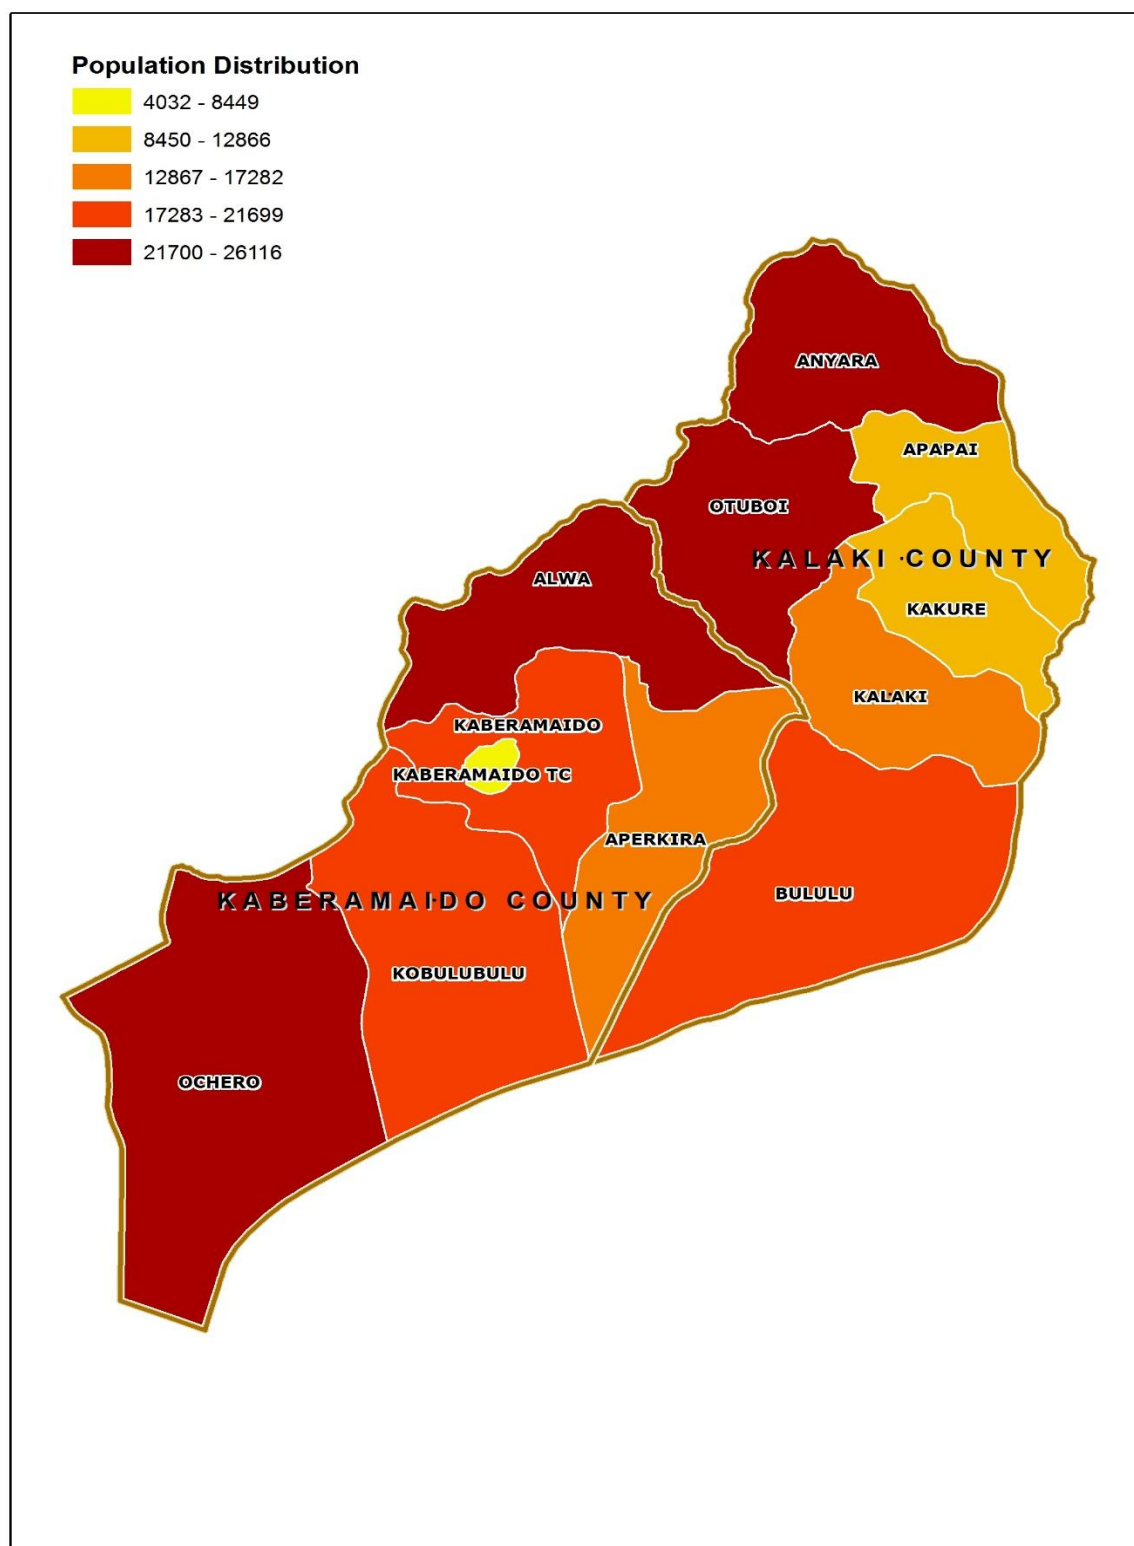 Population Distribution
4032 - 8449
8450 - 12866
12867 - 17282
17283 - 21699
21700 - 26116
ANYARA
APAPAI
OTUBOI
KALAKI COUNTY
ALWA
KAKURE
KALAKI
KABERAMAIDO
KABERAMAIDO TC
APERKIRA
BULULU
KABERAMAIDO COUNTY
KOBULUBULU
OCHERO